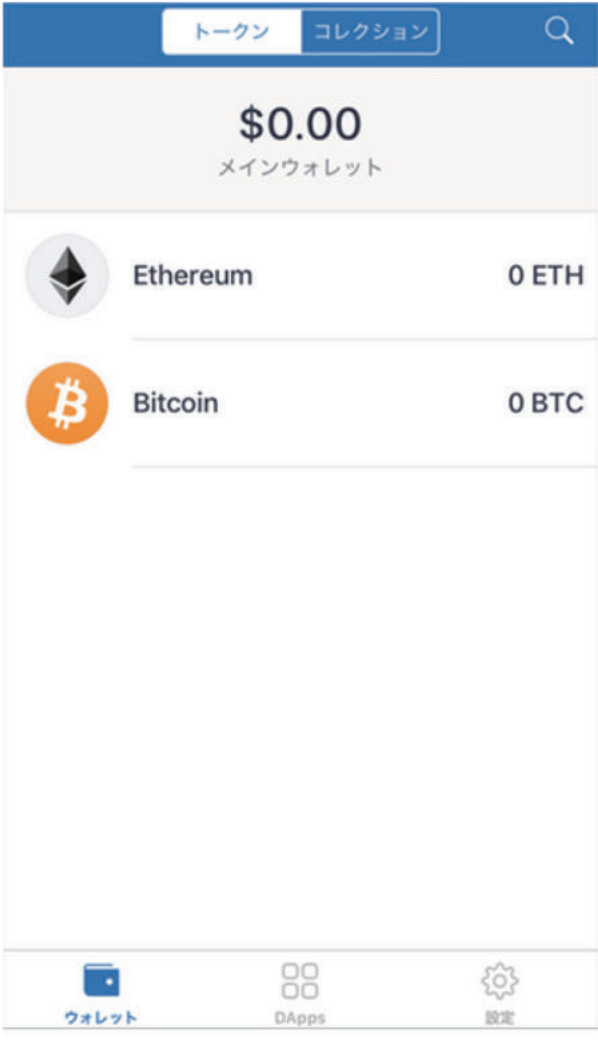 トークン コレクション
$0.00
メインウォレット
Ethereum 0 ETH
Bitcoin 0 BTC
ウォレット DApps 設定